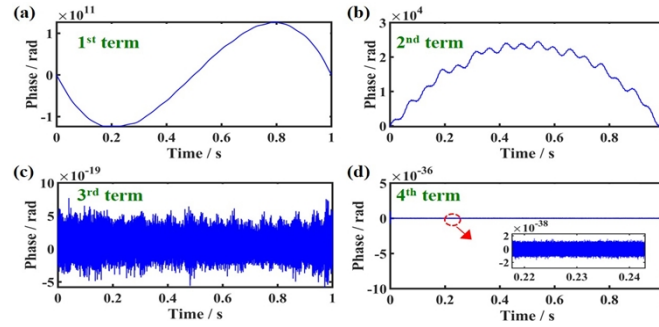 (a)
×10^11
1st term
Phase / rad
1
0
-1
0 0.2 0.4 0.6 0.8 1
Time / s
(b)
×10^4
2nd term
Phase / rad
3
2
1
0
0 0.2 0.4 0.6 0.8 1
Time / s
(c)
×10^-19
3rd term
Phase / rad
10
5
0
-5
0 0.2 0.4 0.6 0.8 1
Time / s
(d)
×10^-36
4th term
Phase / rad
5
0
-5
-10
0 0.2 0.4 0.6 0.8 1
Time / s
×10^-38
2
0
-2
0.22 0.23 0.24